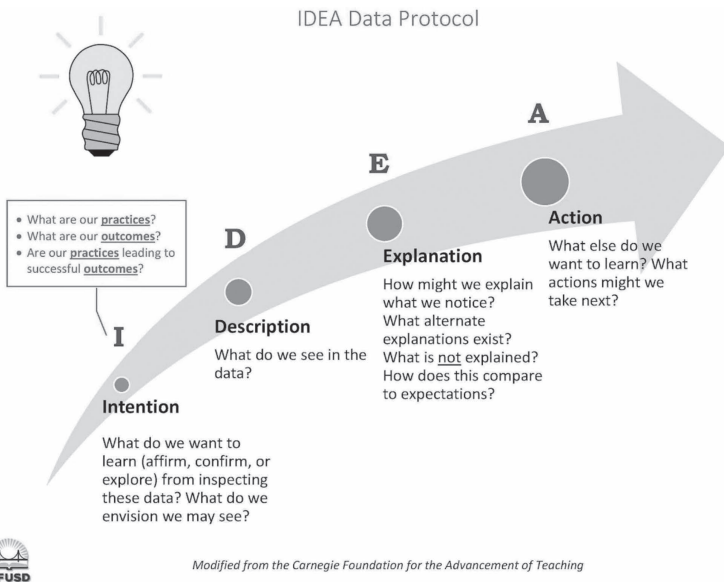 IDEA Data Protocol
• What are our practices?
• What are our outcomes?
• Are our practices leading to
successful outcomes?
I
Intention
What do we want to
learn (affirm, confirm, or
explore) from inspecting
these data? What do we
envision we may see?
D
Description
What do we see in the
data?
E
Explanation
How might we explain
what we notice?
What alternate
explanations exist?
What is not explained?
How does this compare
to expectations?
A
Action
What else do we
want to learn? What
actions might we
take next?
Modified from the Carnegie Foundation for the Advancement of Teaching
FUSD